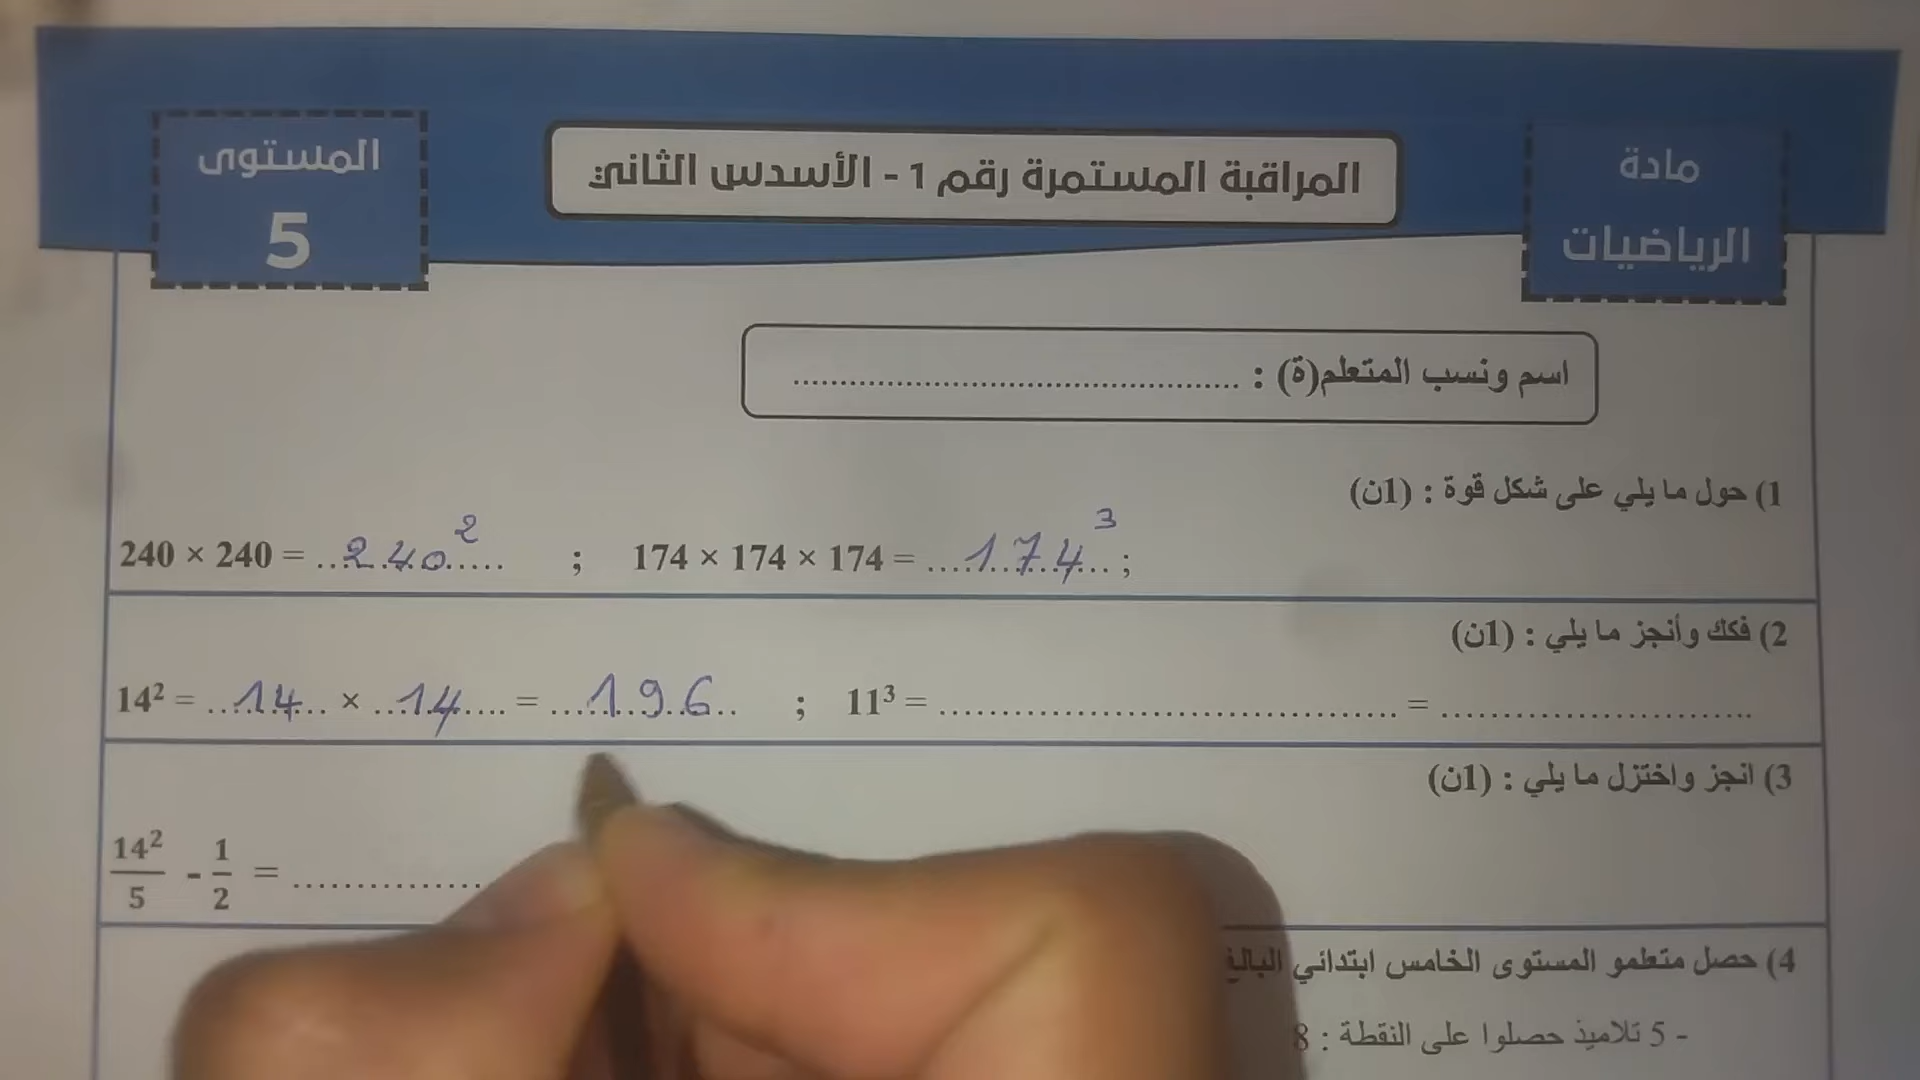 مادة
الرياضيات
المراقبة المستمرة رقم 1 - الأسدس الثاني
المستوى
5
اسم ونسب المتعلم(ة) : ..................................................
1) حول ما يلي على شكل قوة : (1ن)
240 × 240 = ...240²..... ; 174 × 174 × 174 = ....174³... ;
2) فكك وأنجز ما يلي : (1ن)
14² = ...14... × ...14.... = ....196... ; 11³ = ........................................ = ...........................
3) انجز واختزل ما يلي : (1ن)
14²/5 - 1/2 = ................
4) حصل متعلمو المستوى الخامس ابتدائي البالغ
- 5 تلاميذ حصلوا على النقطة : 8